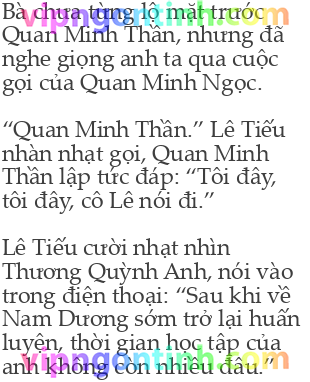 Bà chưa từng lộ mặt trước
vipngontinh.com
Quan Minh Thần, nhưng đã
nghe giọng anh ta qua cuộc
gọi của Quan Minh Ngọc.
“Quan Minh Thần.” Lê Tiếu
nhàn nhạt gọi, Quan Minh
Thần lập tức đáp: “Tôi đây,
tôi đây, cô Lê nói đi.”
Lê Tiếu cười nhạt nhìn
Thương Quỳnh Anh, nói vào
trong điện thoại: “Sau khi về
Nam Dương sớm trở lại huấn
luyện, thời gian học tập của
anh không còn nhiều đâu.”
vipngontinh.com